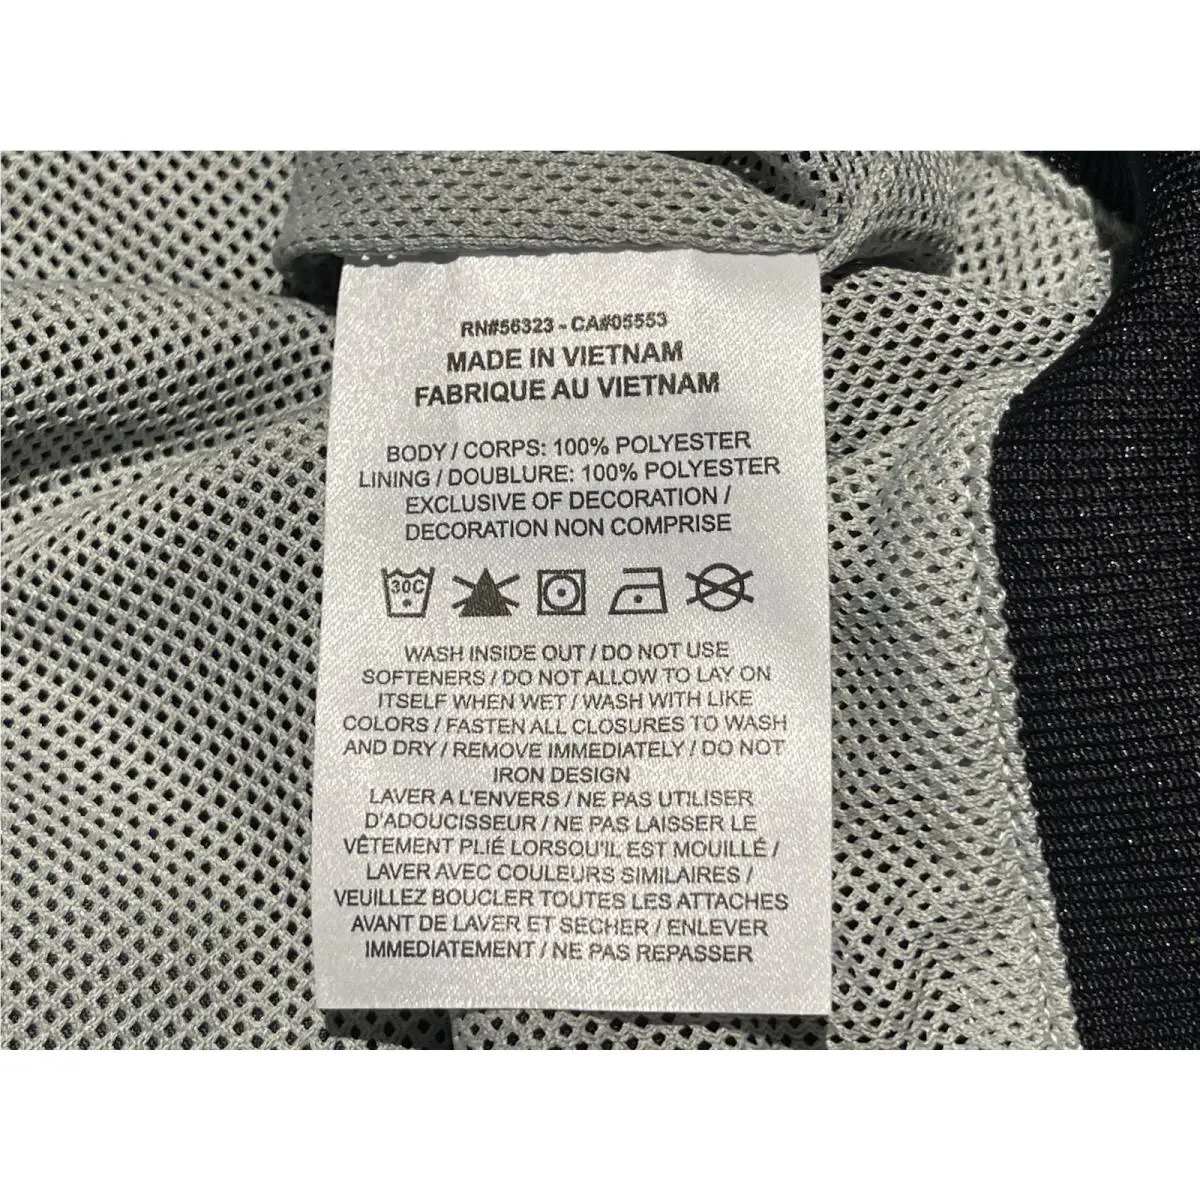 RN#56323 - CA#05553
MADE IN VIETNAM
FABRIQUE AU VIETNAM
BODY / CORPS: 100% POLYESTER
LINING / DOUBLURE: 100% POLYESTER
EXCLUSIVE OF DECORATION /
DECORATION NON COMPRISE
30C
WASH INSIDE OUT / DO NOT USE
SOFTENERS / DO NOT ALLOW TO LAY ON
ITSELF WHEN WET / WASH WITH LIKE
COLORS / FASTEN ALL CLOSURES TO WASH
AND DRY / REMOVE IMMEDIATELY / DO NOT
IRON DESIGN
LAVER A L'ENVERS / NE PAS UTILISER
D'ADOUCISSEUR / NE PAS LAISSER LE
VÊTEMENT PLIÉ LORSQU'IL EST MOUILLÉ /
LAVER AVEC COULEURS SIMILAIRES /
VEUILLEZ BOUCLER TOUTES LES ATTACHES
AVANT DE LAVER ET SECHER / ENLEVER
IMMEDIATEMENT / NE PAS REPASSER